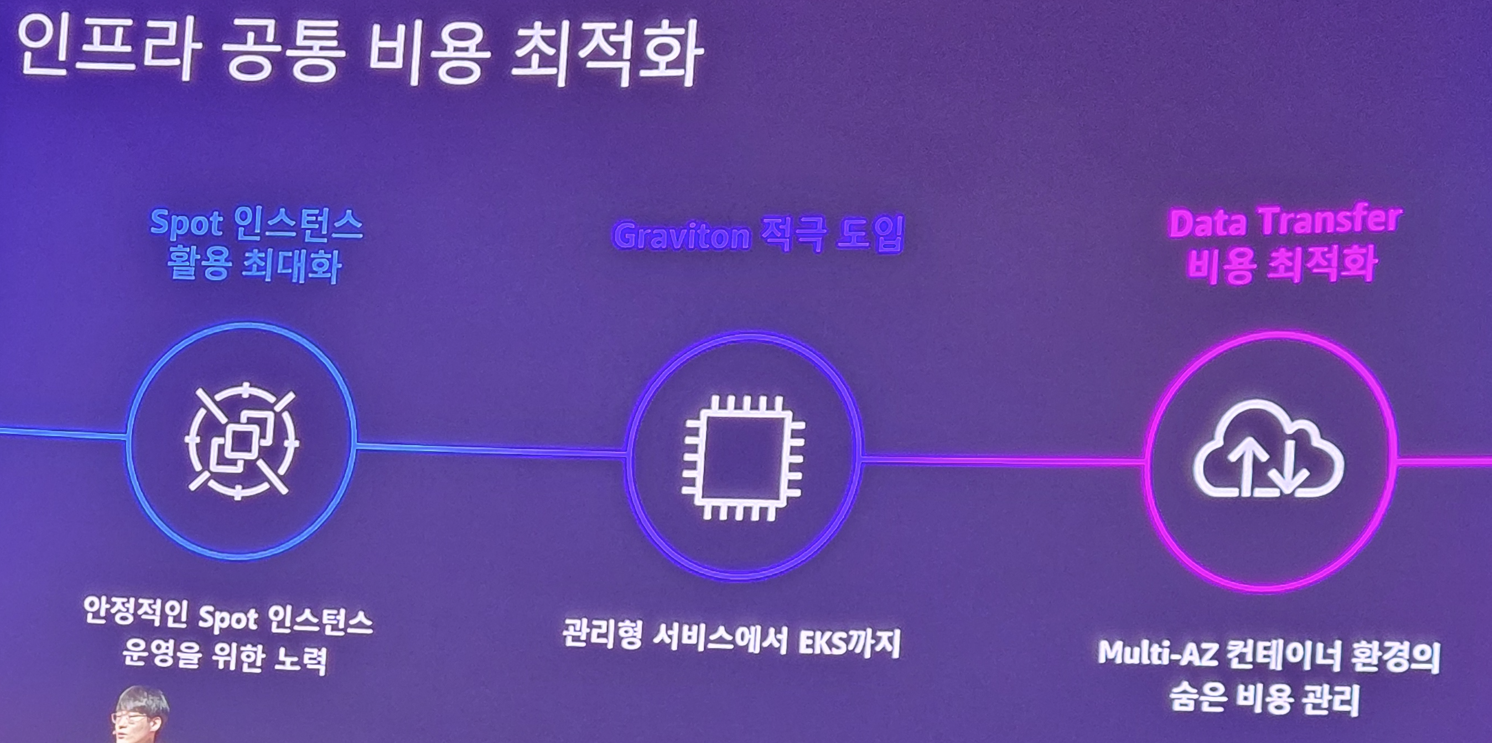 인프라 공통 비용 최적화
Spot 인스턴스
활용 최대화
안정적인 Spot 인스턴스
운영을 위한 노력
Graviton 적극 도입
관리형 서비스에서 EKS까지
Data Transfer
비용 최적화
Multi-AZ 컨테이너 환경의
숨은 비용 관리